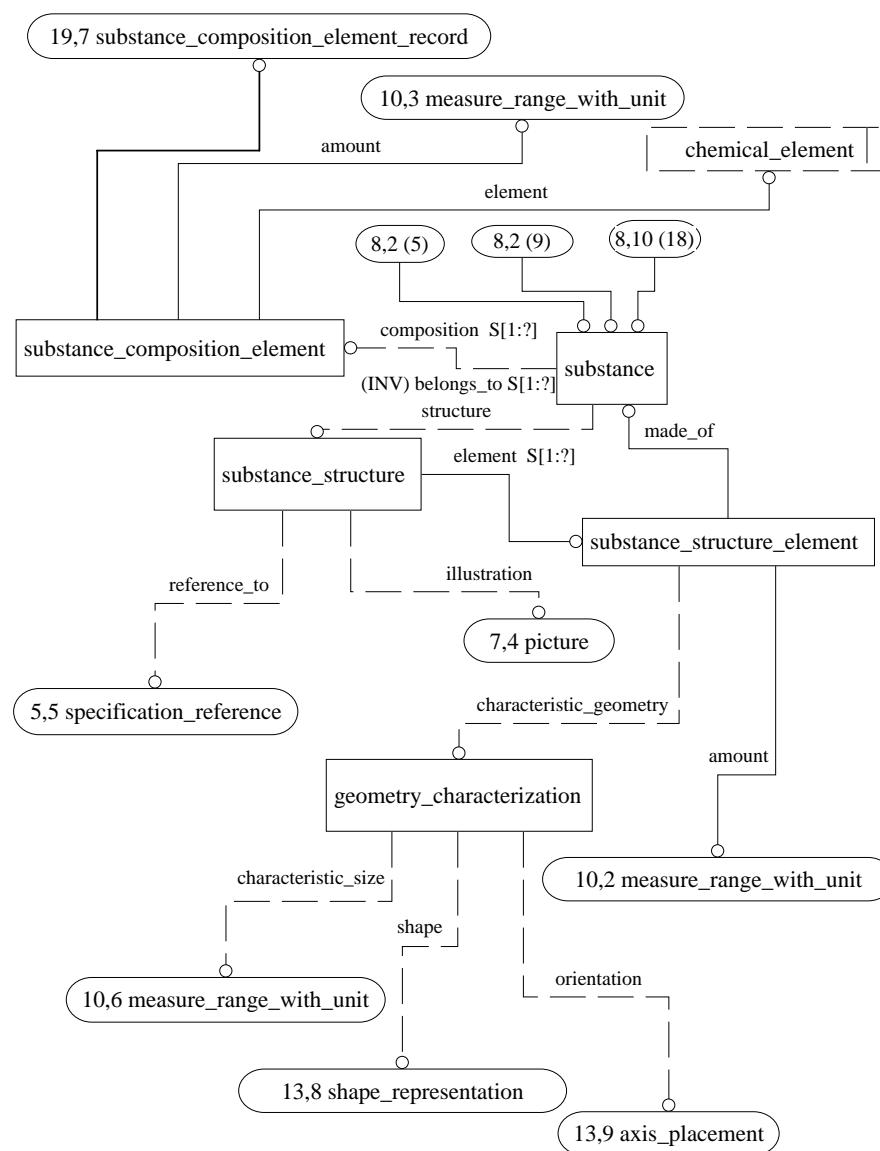 19,7 substance_composition_element_record
10,3 measure_range_with_unit
amount
chemical_element
element
8,2 (5)
8,2 (9)
8,10 (18)
composition S[1:?]
substance_composition_element
substance
(INV) belongs_to S[1:?]
structure
made_of
element S[1:?]
substance_structure
substance_structure_element
reference_to
illustration
7,4 picture
5,5 specification_reference
characteristic_geometry
amount
geometry_characterization
characteristic_size
10,2 measure_range_with_unit
shape
orientation
10,6 measure_range_with_unit
13,8 shape_representation
13,9 axis_placement